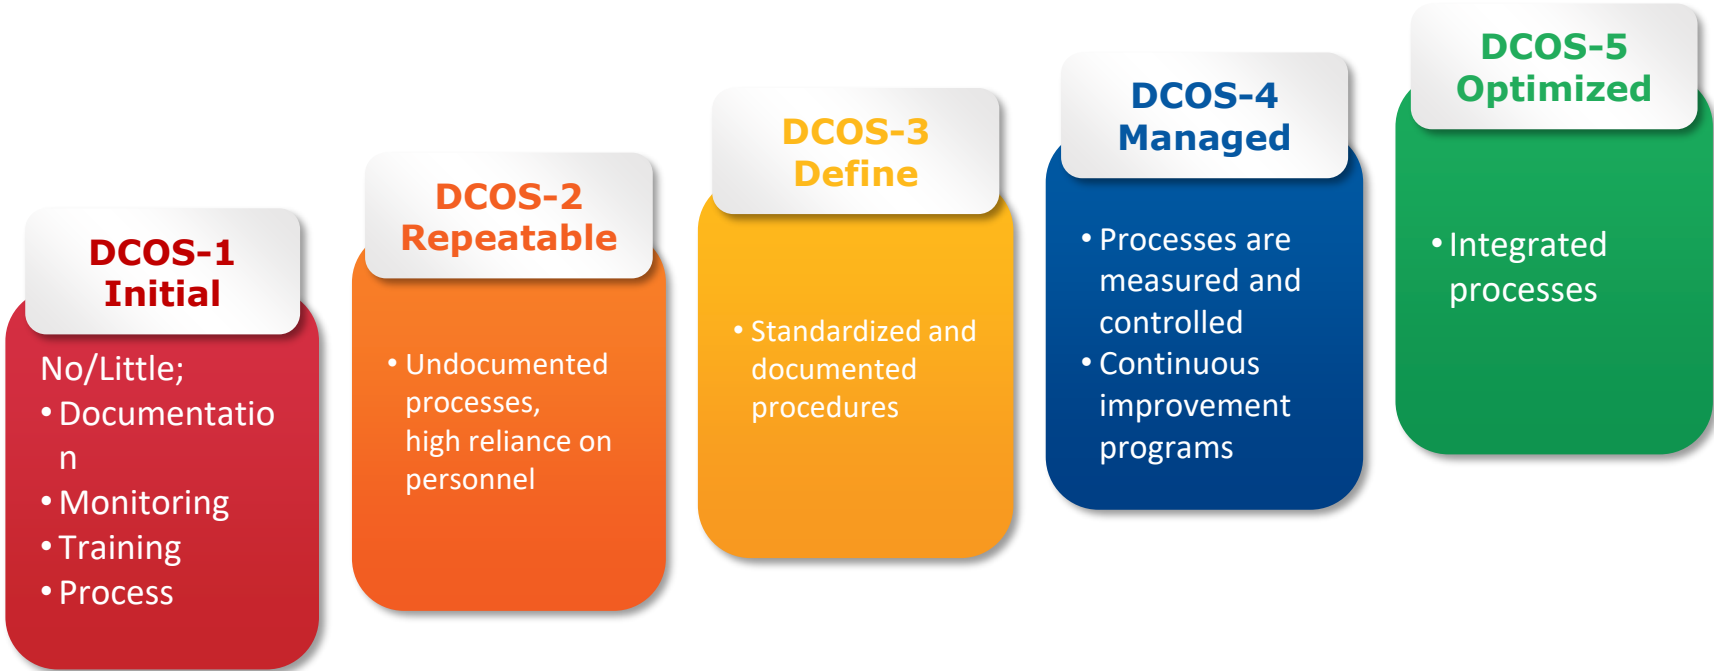 DCOS-1
Initial
No/Little;
• Documentatio
n
• Monitoring
• Training
• Process
DCOS-2
Repeatable
• Undocumented
processes,
high reliance on
personnel
DCOS-3
Define
• Standardized and
documented
procedures
DCOS-4
Managed
• Processes are
measured and
controlled
• Continuous
improvement
programs
DCOS-5
Optimized
• Integrated
processes